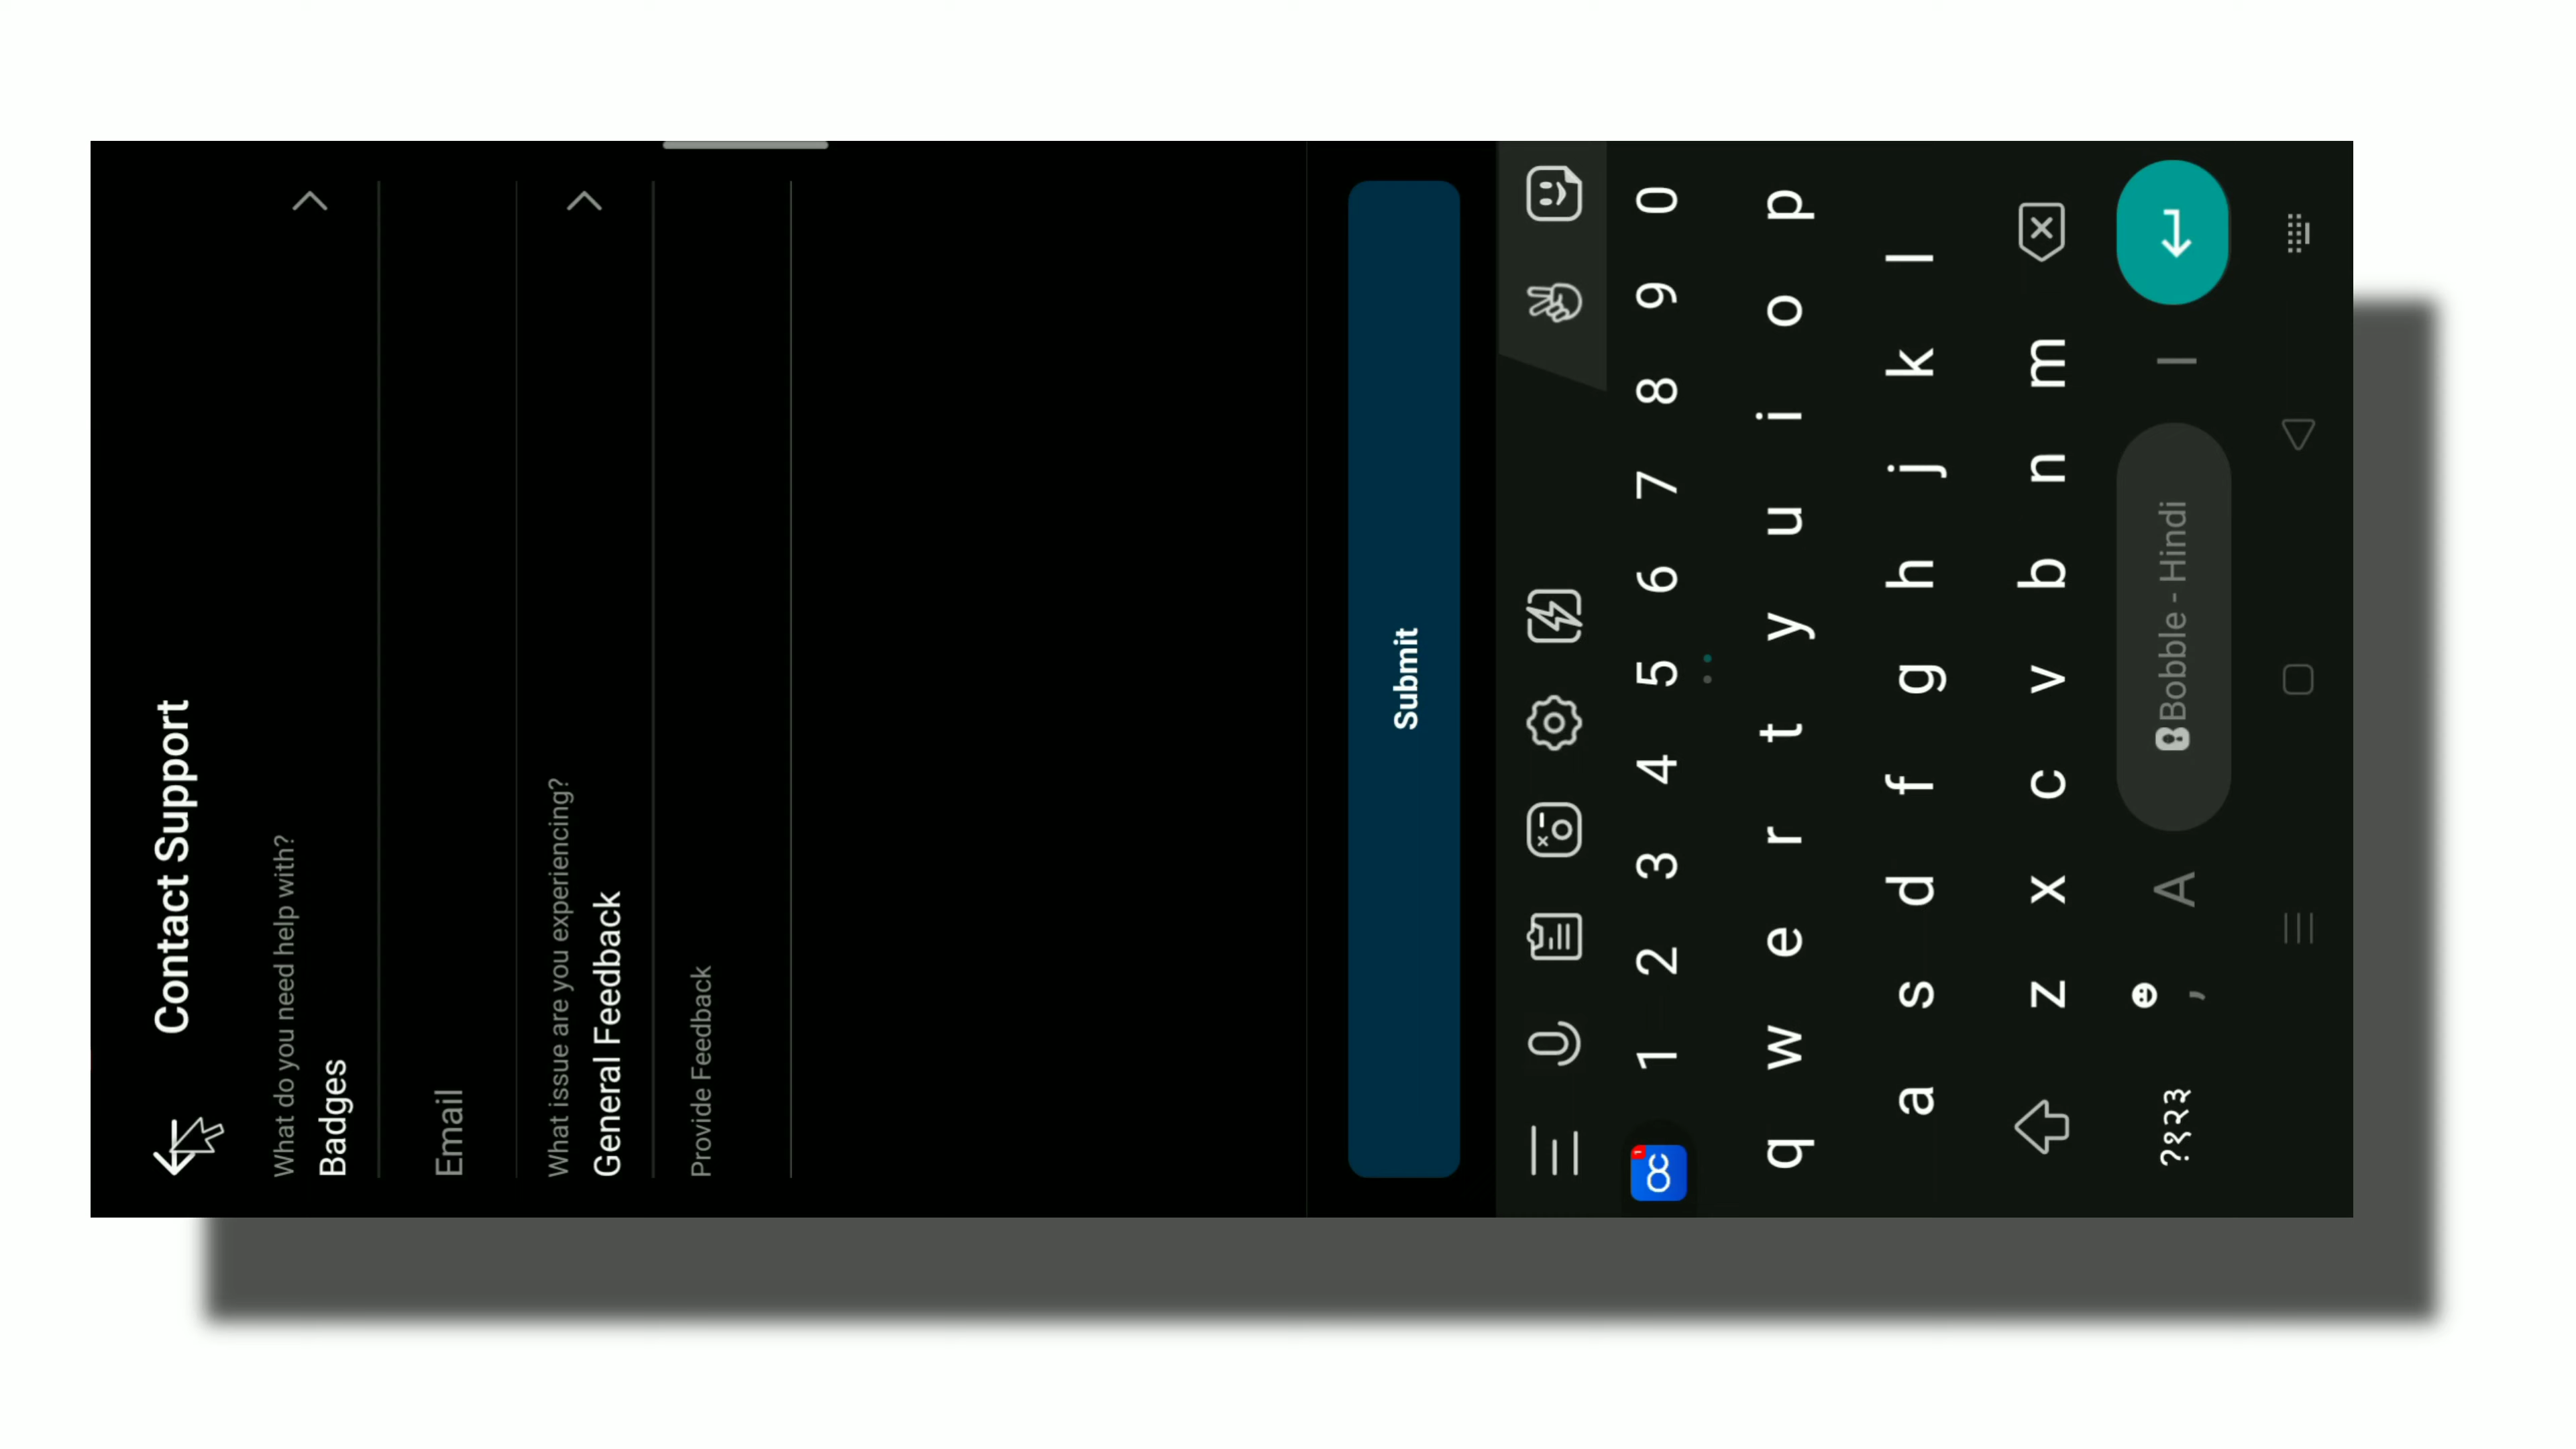 Contact Support
What do you need help with?
Badges
Email
What issue are you experiencing?
General Feedback
Provide Feedback
Submit
1 2 3 4 5 6 7 8 9 0
q w e r t y u i o p
a s d f g h j k l
z x c v b n m
?१२३ , A Bobble - Hindi |